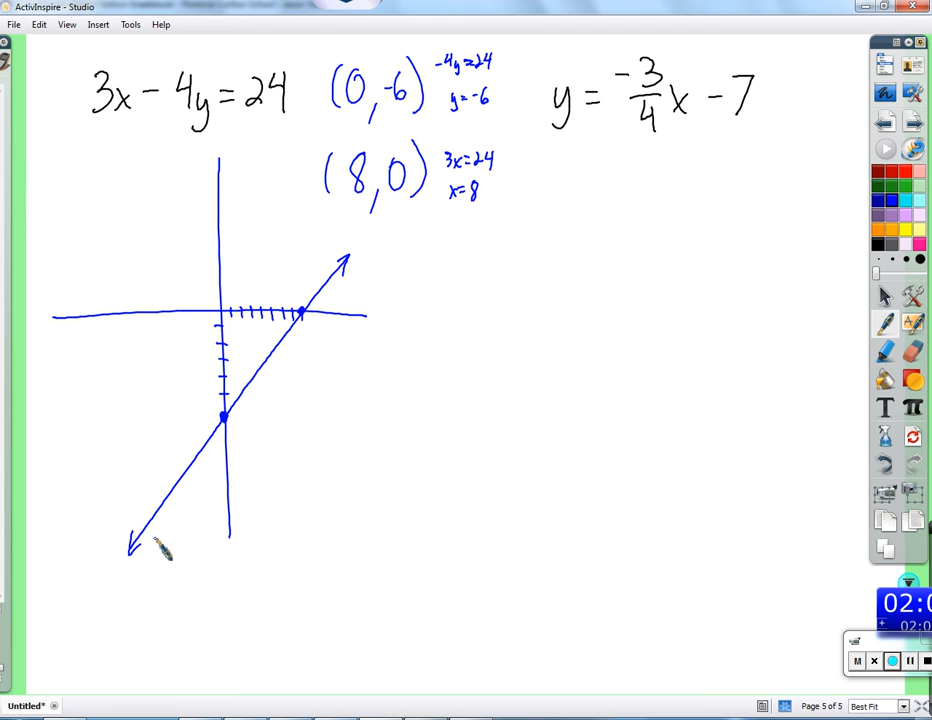 ActivInspire - Studio
File Edit View Insert Tools Help
3x - 4y = 24
(0, -6)
-4y=24
y=-6
(8, 0)
3x=24
x=8
y = -3/4 x - 7
02:0
02:0
M
Untitled*
Page 5 of 5
Best Fit